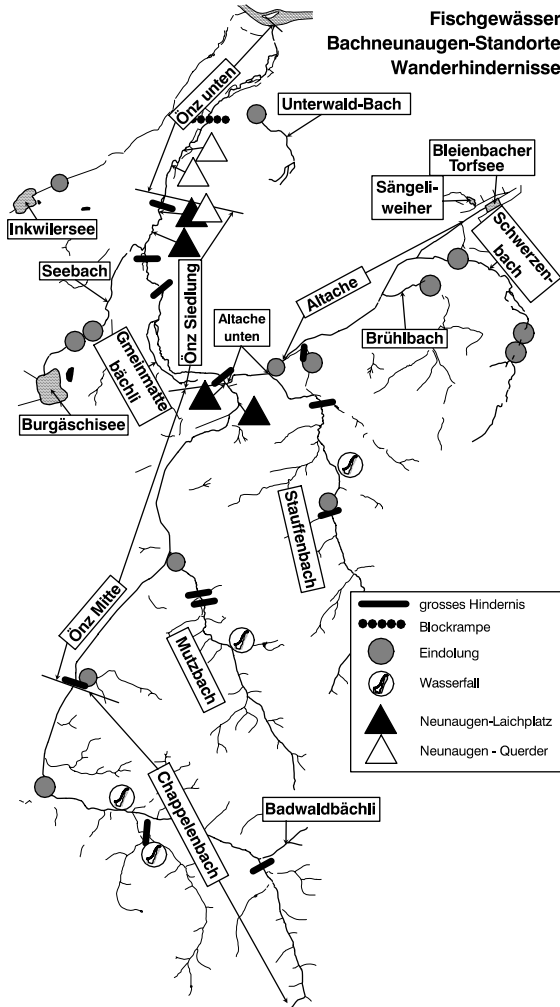 Fischgewässer
Bachneunaugen-Standorte
Wanderhindernisse
Önz unten
Unterwald-Bach
Bleienbacher
Torfsee
Sängeli-
weiher
Inkwilersee
Schwerzen-
bach
Seebach
Önz Siedlung
Altache
Altache
unten
Brühlbach
Gmeinmatte
bächli
Burgäschisee
Stauffenbach
Önz Mitte
Mutzbach
grosses Hindernis
Blockrampe
Eindolung
Wasserfall
Neunaugen-Laichplatz
Neunaugen - Querder
Chappelenbach
Badwaldbächli